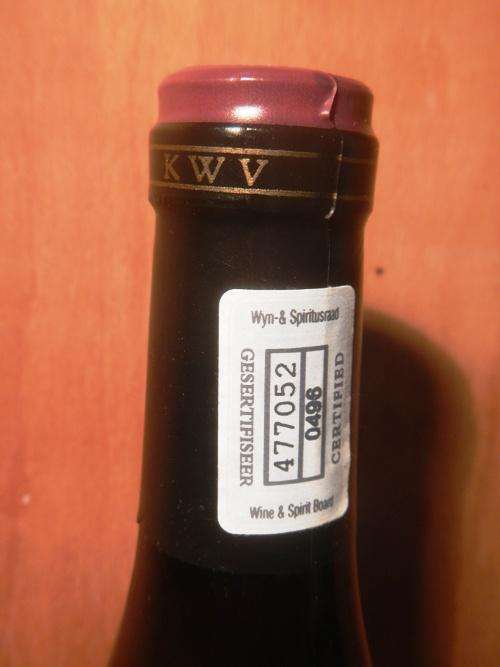 KWV
Wyn-& Spiritusraad
GESERTIFISEER
477052
0496
CERTIFIED
Wine & Spirit Board